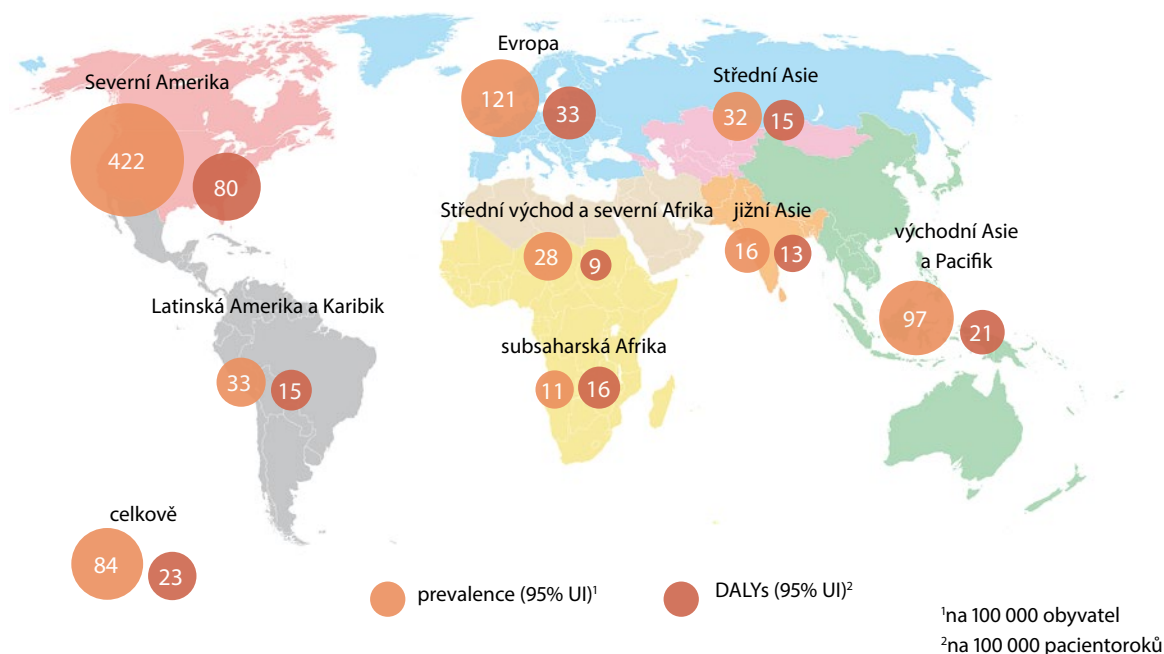 Evropa
Severní Amerika
Střední Asie
121
33
32
15
422
80
Střední východ a severní Afrika
jižní Asie
východní Asie
a Pacifik
28
9
16
13
Latinská Amerika a Karibik
97
21
subsaharská Afrika
33
15
11
16
celkově
84
23
prevalence (95% UI)¹
DALYs (95% UI)²
¹na 100 000 obyvatel
²na 100 000 pacientoroků